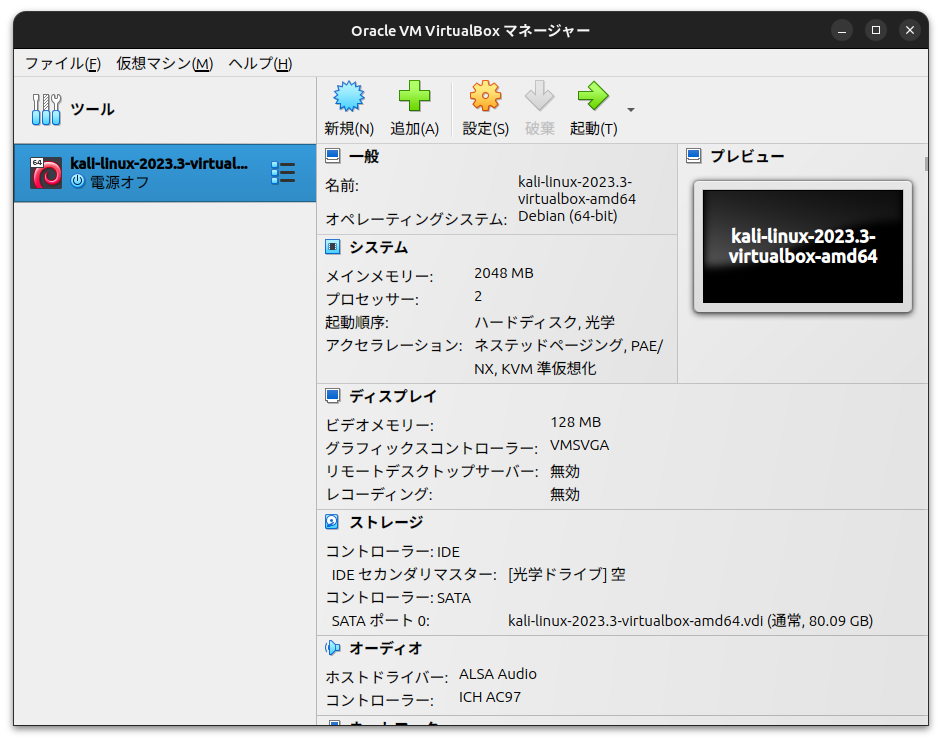 Oracle VM VirtualBox マネージャー
ファイル(F) 仮想マシン(M) ヘルプ(H)
ツール
新規(N) 追加(A) 設定(S) 破棄 起動(T)
64
kali-linux-2023.3-virtual...
電源オフ
一般
名前: kali-linux-2023.3-
virtualbox-amd64
オペレーティングシステム: Debian (64-bit)
システム
メインメモリー: 2048 MB
プロセッサー: 2
起動順序: ハードディスク, 光学
アクセラレーション: ネステッドページング, PAE/
NX, KVM 準仮想化
プレビュー
kali-linux-2023.3-
virtualbox-amd64
ディスプレイ
ビデオメモリー: 128 MB
グラフィックスコントローラー: VMSVGA
リモートデスクトップサーバー: 無効
レコーディング: 無効
ストレージ
コントローラー: IDE
IDE セカンダリマスター: [光学ドライブ] 空
コントローラー: SATA
SATA ポート 0: kali-linux-2023.3-virtualbox-amd64.vdi (通常, 80.09 GB)
オーディオ
ホストドライバー: ALSA Audio
コントローラー: ICH AC97